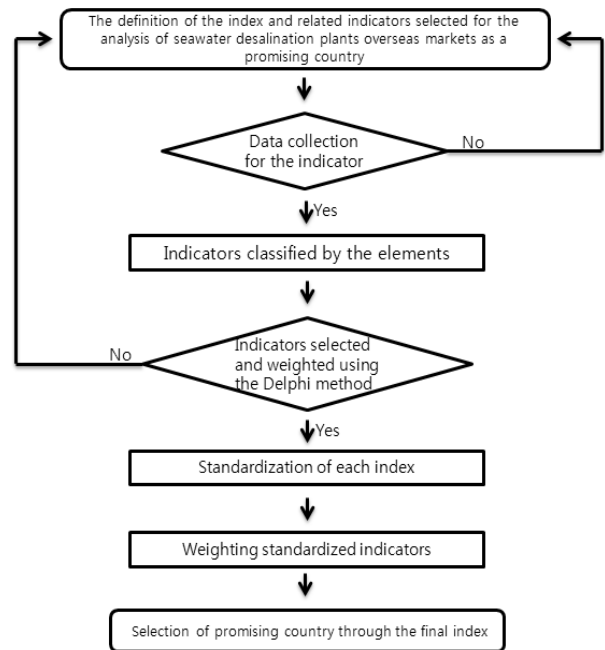 The definition of the index and related indicators selected for the
analysis of seawater desalination plants overseas markets as a
promising country
Data collection
for the indicator
No
Yes
Indicators classified by the elements
Indicators selected
and weighted using
the Delphi method
No
Yes
Standardization of each index
Weighting standardized indicators
Selection of promising country through the final index